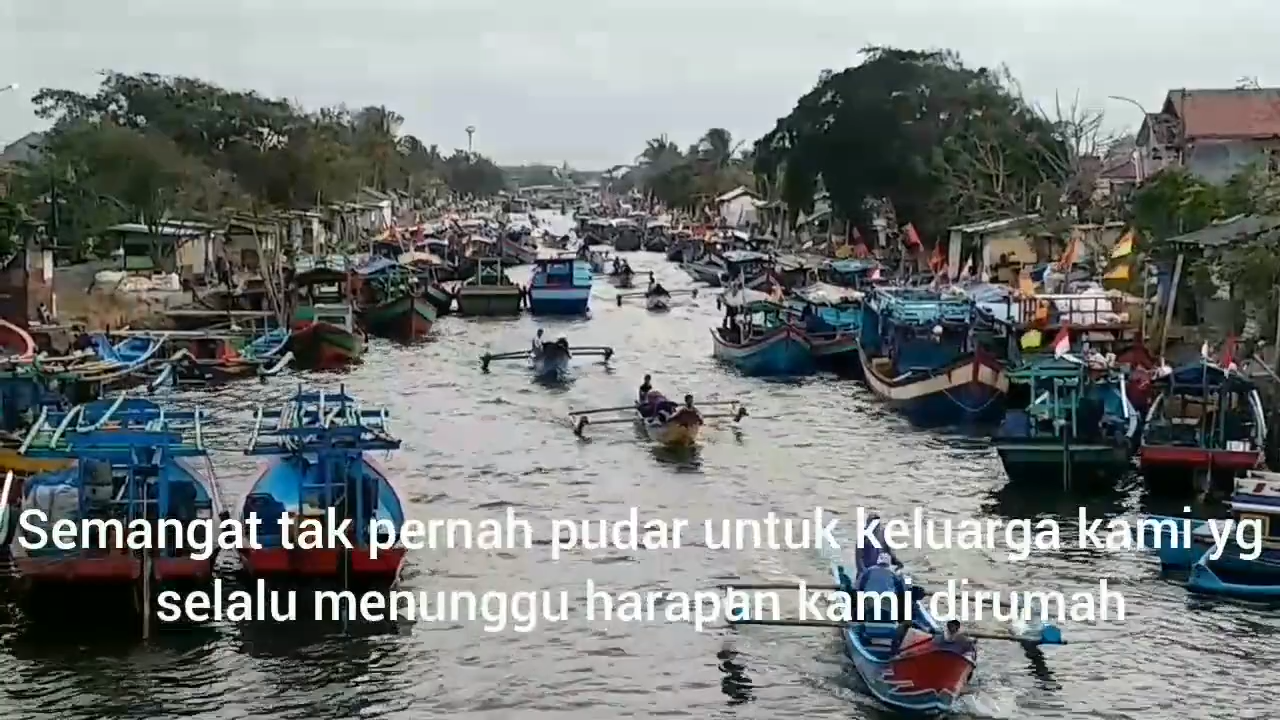 Semangat tak pernah pudar untuk keluarga kami yg
selalu menunggu harapan kami dirumah